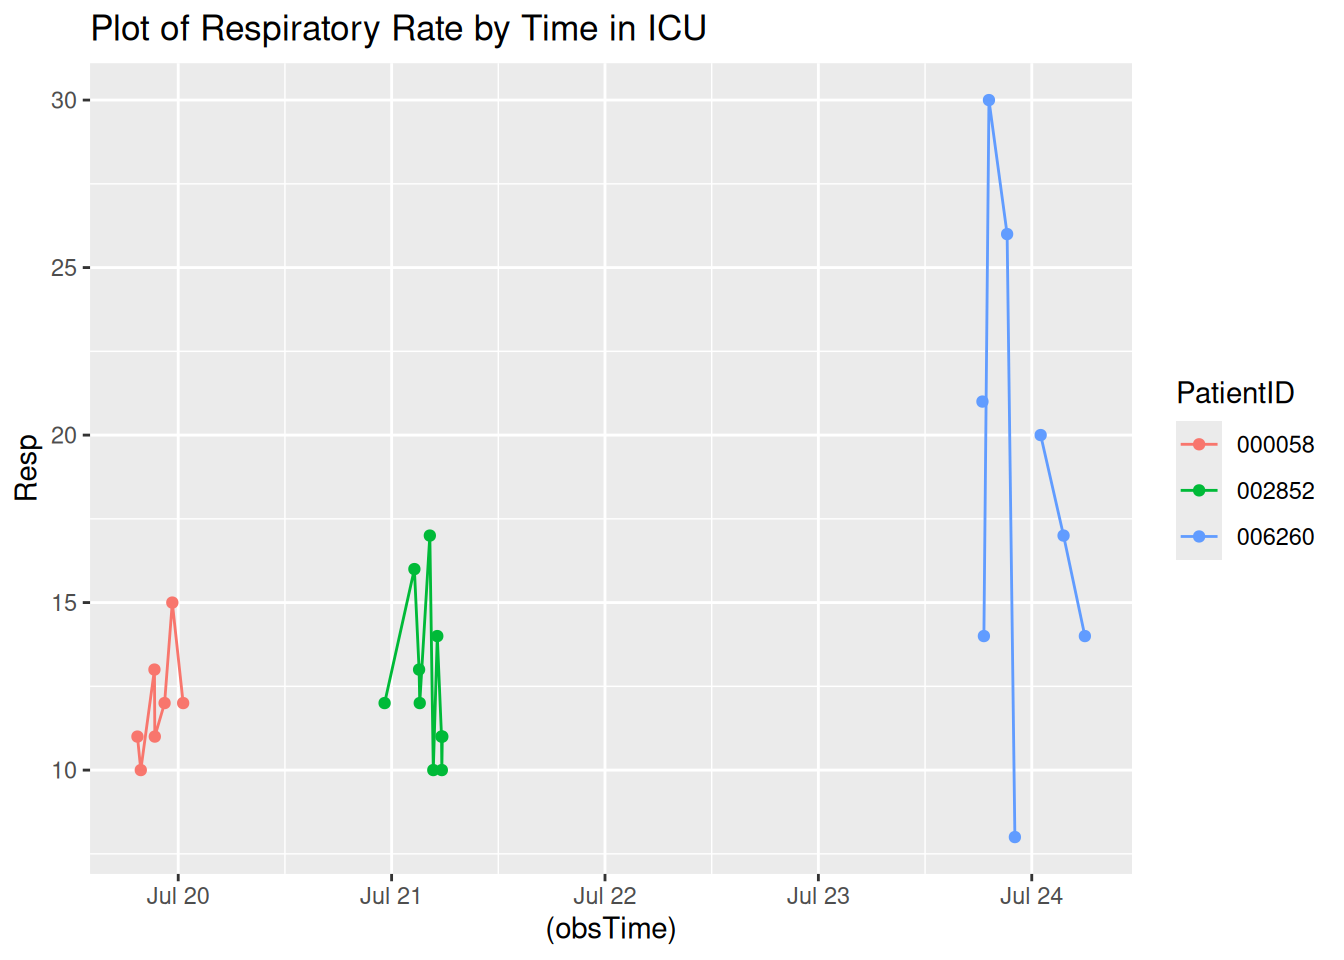 Plot of Respiratory Rate by Time in ICU
30
25
20
15
10
Resp
Jul 20
Jul 21
Jul 22
Jul 23
Jul 24
(obsTime)
PatientID
000058
002852
006260